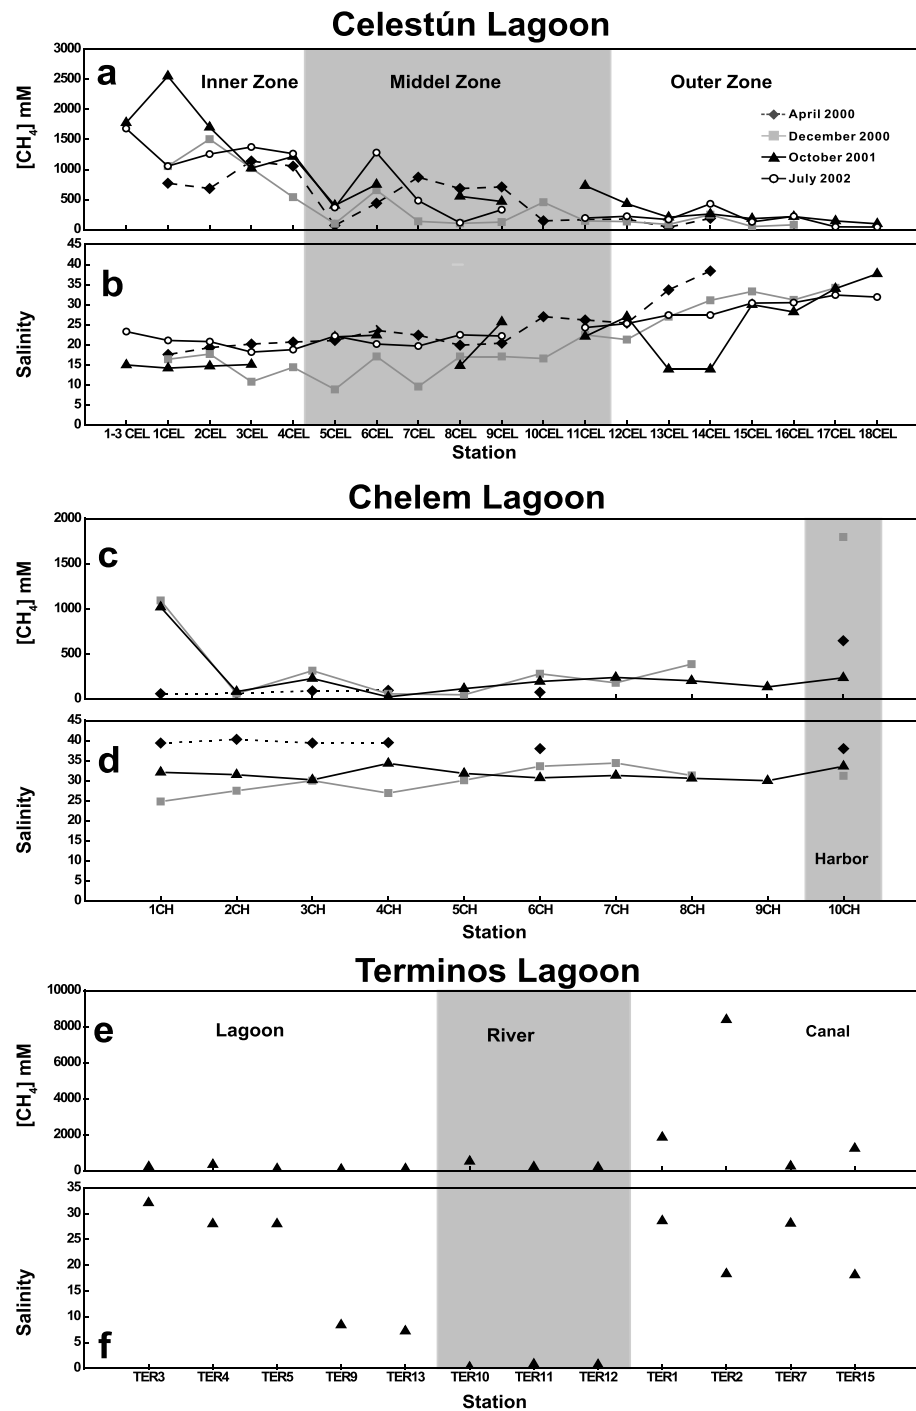 Celestún Lagoon
3000
2500
2000
1500
1000
500
0
[CH4] mM
a
Inner Zone
Middel Zone
Outer Zone
April 2000
December 2000
October 2001
July 2002
45
40
35
30
25
20
15
10
5
0
Salinity
b
1-3 CEL 1CEL 2CEL 3CEL 4CEL 5CEL 6CEL 7CEL 8CEL 9CEL 10CEL 11CEL 12CEL 13CEL 14CEL 15CEL 16CEL 17CEL 18CEL
Station
Chelem Lagoon
2000
1500
1000
500
0
[CH4] mM
c
45
40
35
30
25
20
15
10
5
0
Salinity
d
Harbor
1CH 2CH 3CH 4CH 5CH 6CH 7CH 8CH 9CH 10CH
Station
Terminos Lagoon
10000
8000
6000
4000
2000
0
[CH4] mM
e
Lagoon
River
Canal
35
30
25
20
15
10
5
0
Salinity
f
TER3 TER4 TER5 TER9 TER13 TER10 TER11 TER12 TER1 TER2 TER7 TER15
Station